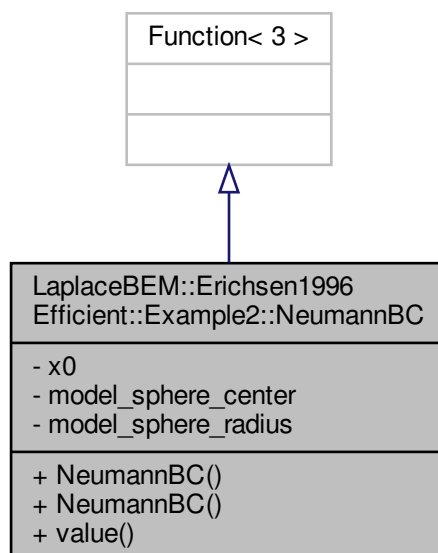 Function< 3 >
LaplaceBEM::Erichsen1996
Efficient::Example2::NeumannBC
- x0
- model_sphere_center
- model_sphere_radius
+ NeumannBC()
+ NeumannBC()
+ value()